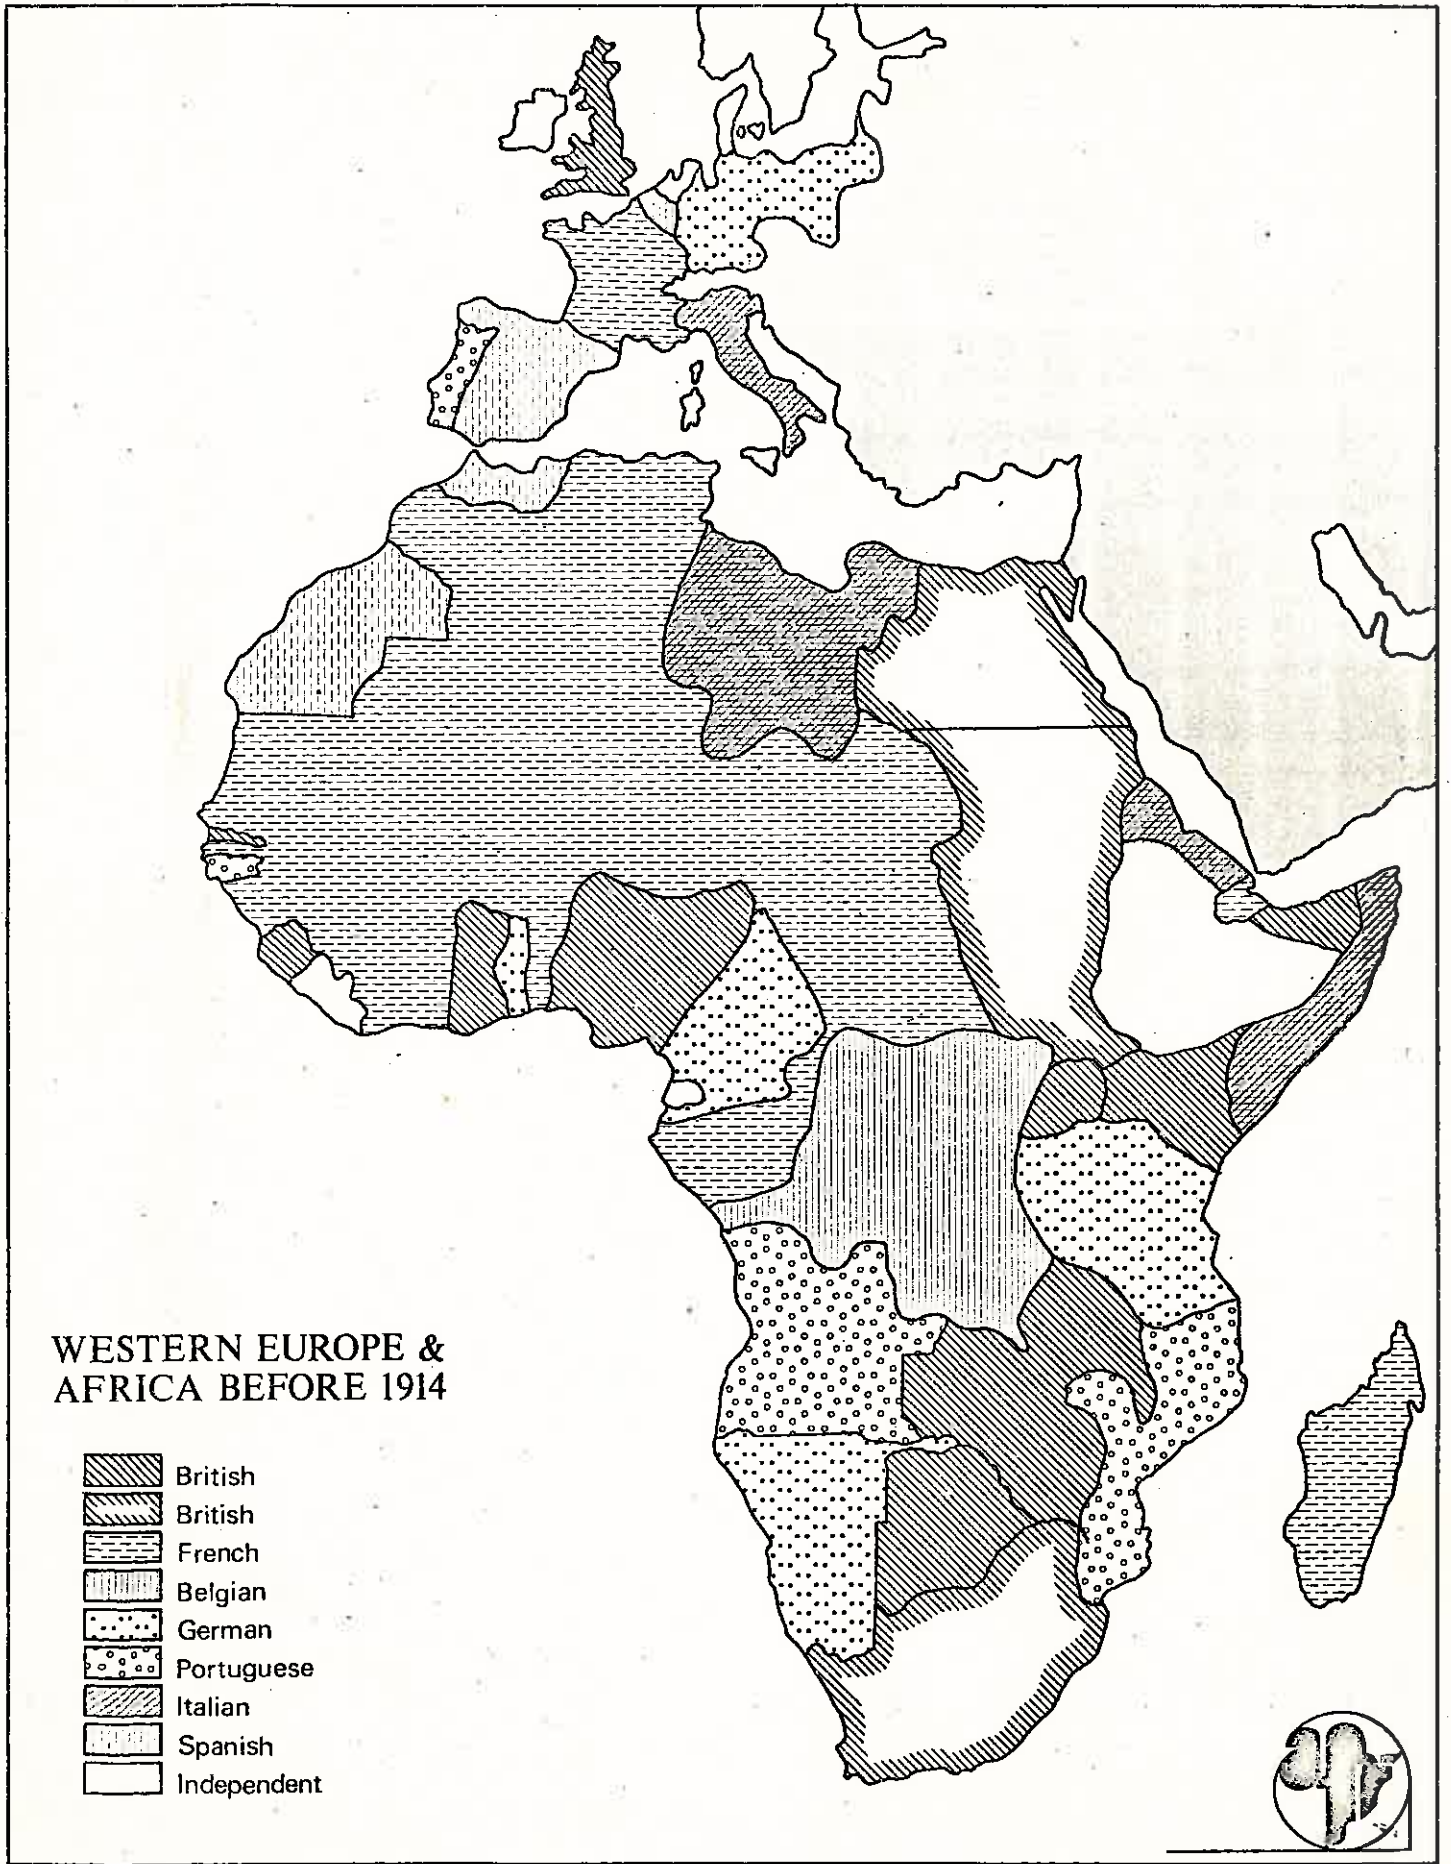 WESTERN EUROPE &
AFRICA BEFORE 1914
British
British
French
Belgian
German
Portuguese
Italian
Spanish
Independent